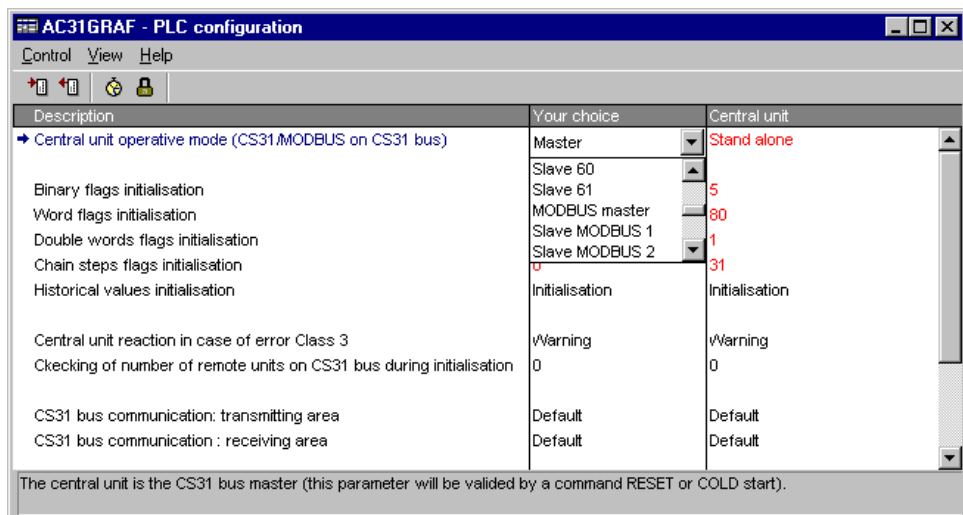 AC31GRAF - PLC configuration
Control View Help
Description Your choice Central unit
Central unit operative mode (CS31/MODBUS on CS31 bus) Master Stand alone
Slave 60
Binary flags initialisation Slave 61 5
Word flags initialisation MODBUS master 80
Double words flags initialisation Slave MODBUS 1 1
Slave MODBUS 2
Chain steps flags initialisation 0 31
Historical values initialisation Initialisation Initialisation
Central unit reaction in case of error Class 3 Warning Warning
Ckecking of number of remote units on CS31 bus during initialisation 0 0
CS31 bus communication: transmitting area Default Default
CS31 bus communication : receiving area Default Default
The central unit is the CS31 bus master (this parameter will be valided by a command RESET or COLD start).